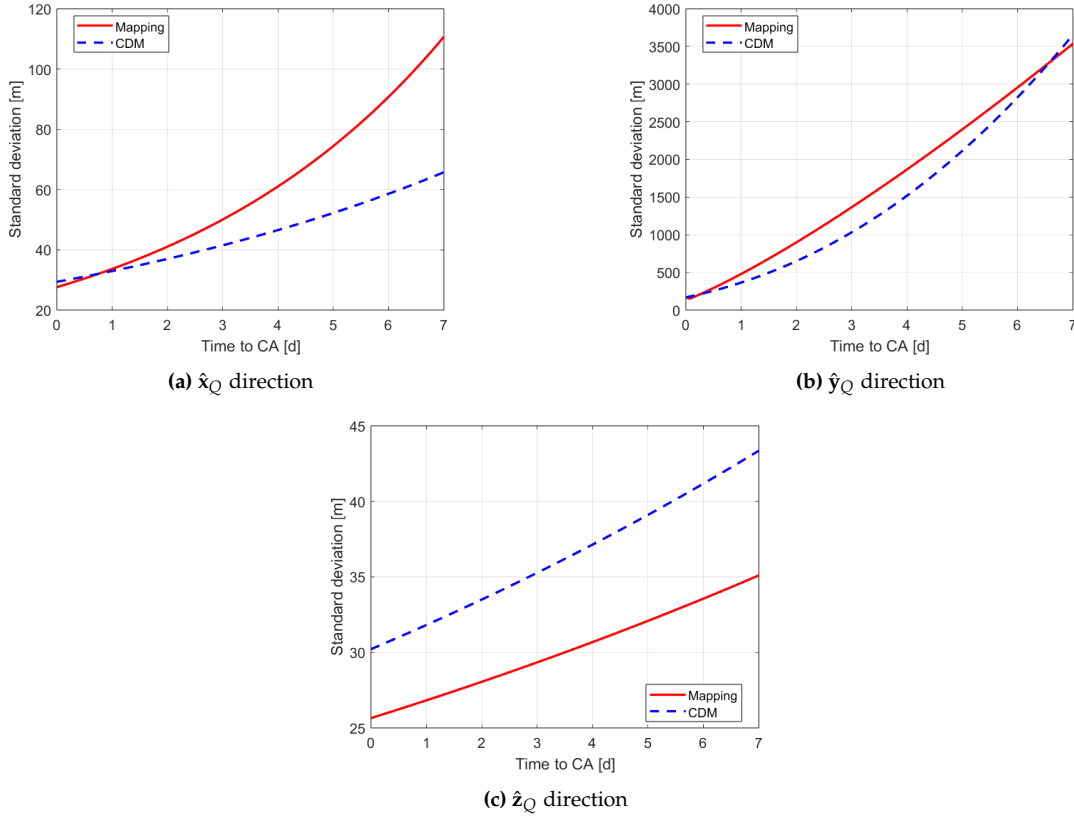 120
100
80
60
40
20
Standard deviation [m]
Mapping
CDM
0 1 2 3 4 5 6 7
Time to CA [d]
(a) x̂_Q direction
4000
3500
3000
2500
2000
1500
1000
500
0
Standard deviation [m]
Mapping
CDM
0 1 2 3 4 5 6 7
Time to CA [d]
(b) ŷ_Q direction
45
40
35
30
25
Standard deviation [m]
Mapping
CDM
0 1 2 3 4 5 6 7
Time to CA [d]
(c) ẑ_Q direction